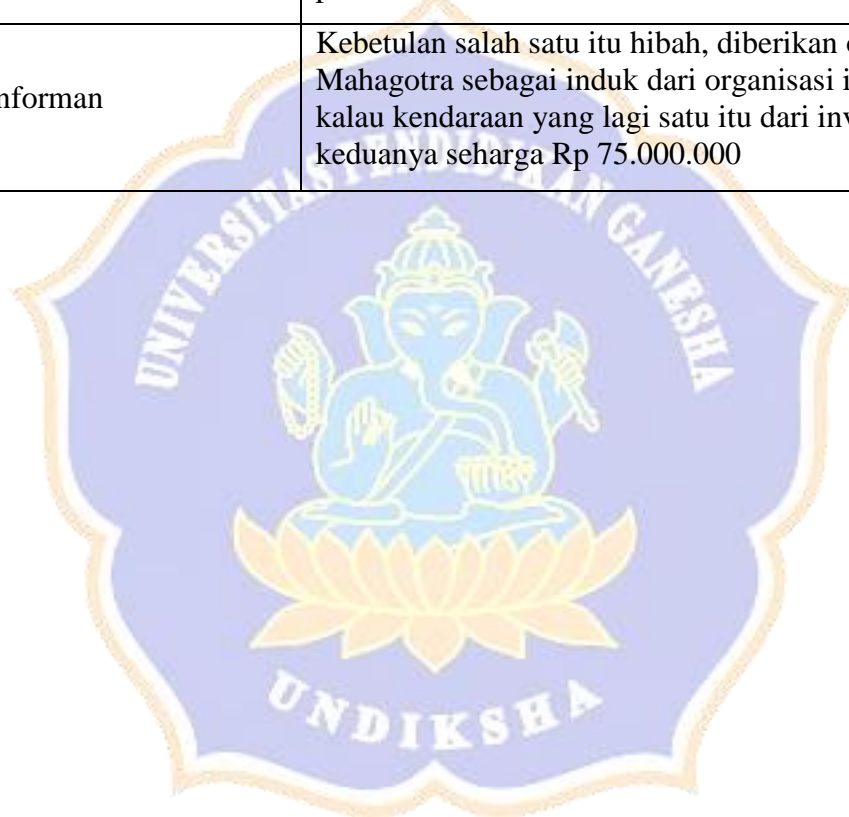 Kebetulan salah satu itu hibah, diberikan
nforman
Mahagotra sebagai induk dari organisasi
kalau kendaraan yang lagi satu itu dari
keduanya seharga Rp 75.000.000
UNIVERSITAS PENDIDIKAN GANESHA
UNDIKSHA